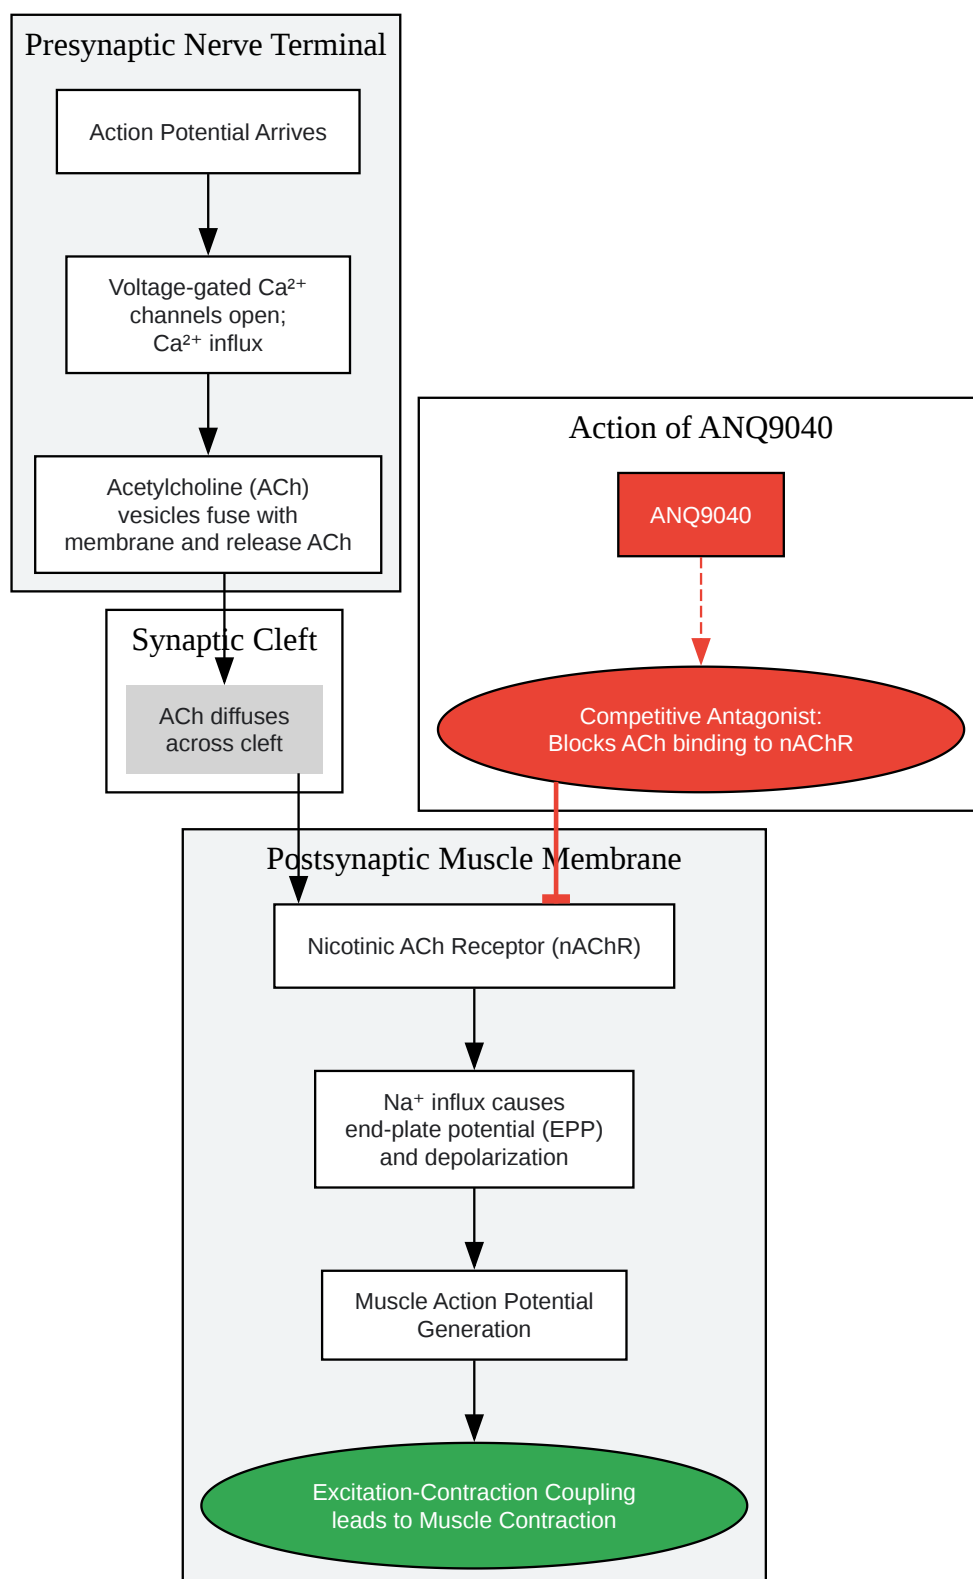 Presynaptic Nerve Terminal
Action Potential Arrives
Voltage-gated Ca²⁺
channels open;
Ca²⁺ influx
Acetylcholine (ACh)
vesicles fuse with
membrane and release ACh
Synaptic Cleft
ACh diffuses
across cleft
Action of ANQ9040
ANQ9040
Competitive Antagonist:
Blocks ACh binding to nAChR
Postsynaptic Muscle Membrane
Nicotinic ACh Receptor (nAChR)
Na⁺ influx causes
end-plate potential (EPP)
and depolarization
Muscle Action Potential
Generation
Excitation-Contraction Coupling
leads to Muscle Contraction